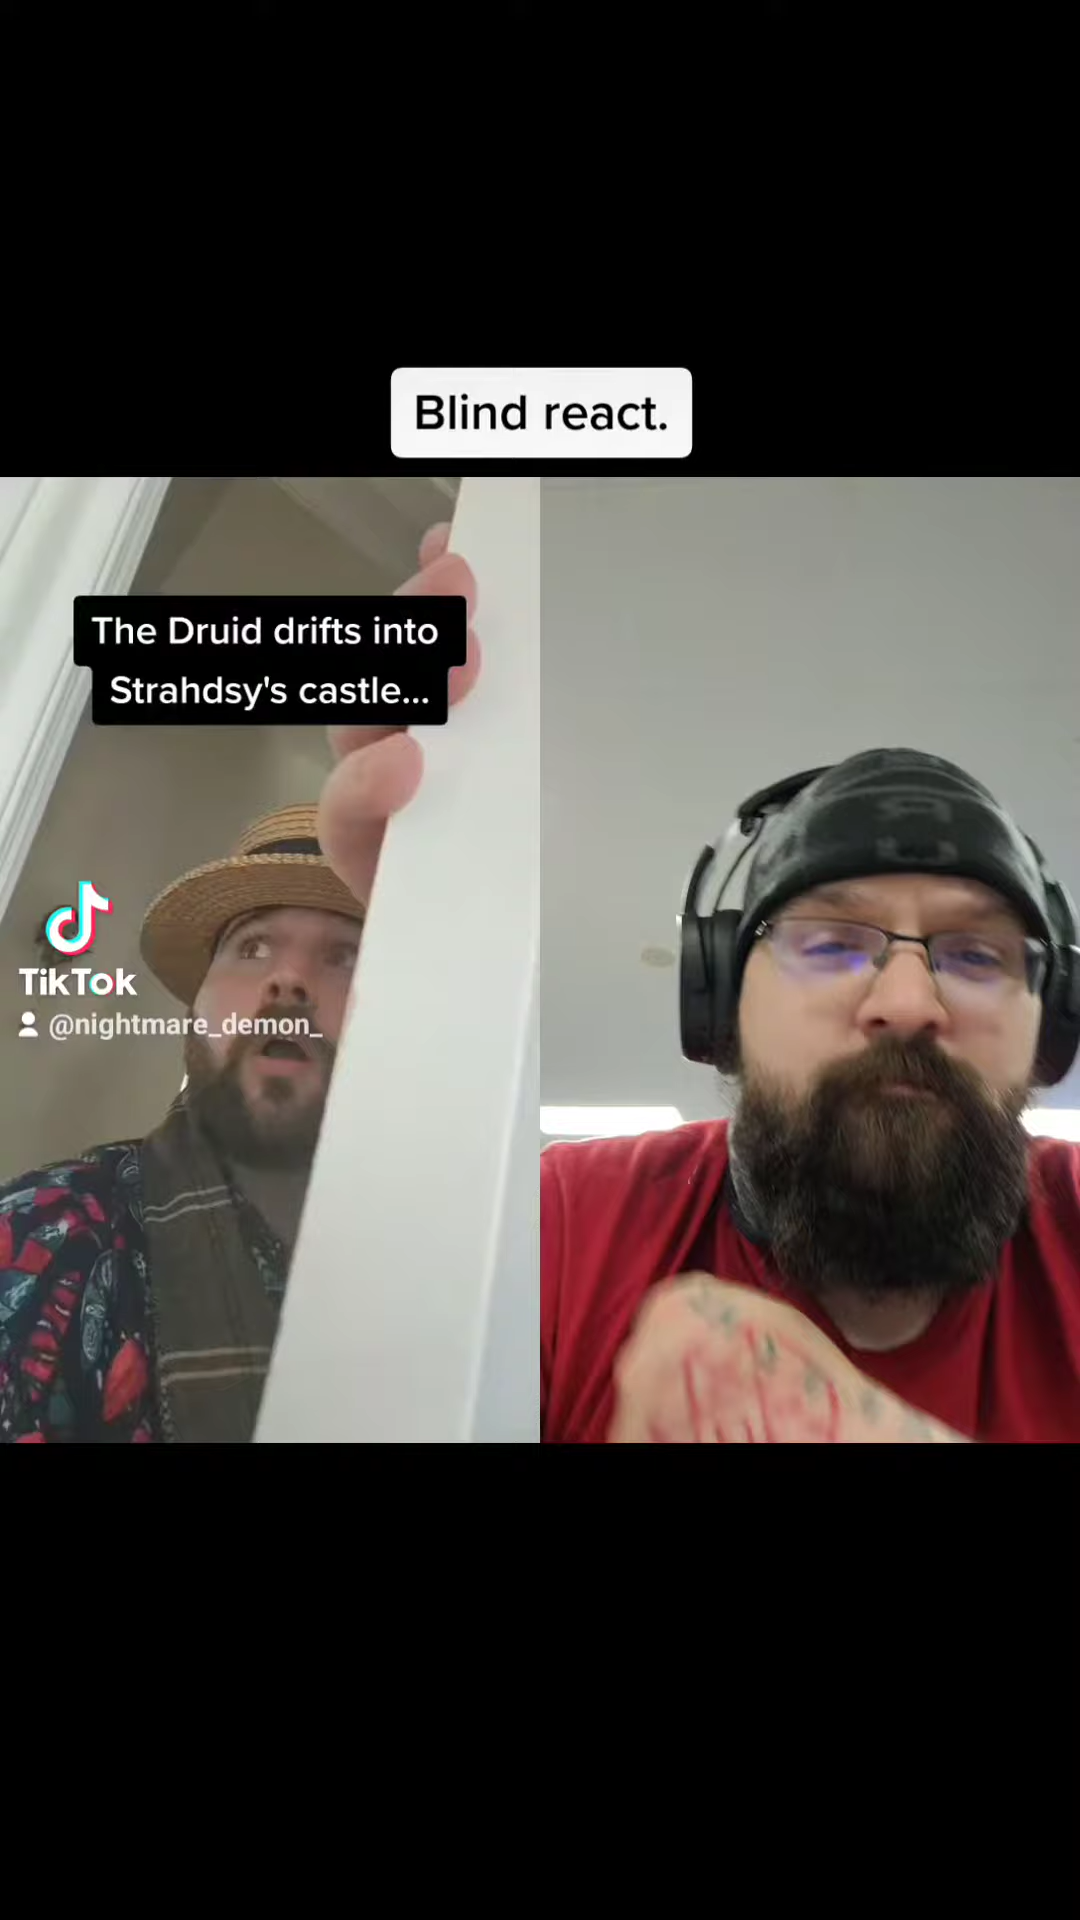 Blind react.
The Druid drifts into
Strahdsy's castle...
TikTok
@nightmare_demon_